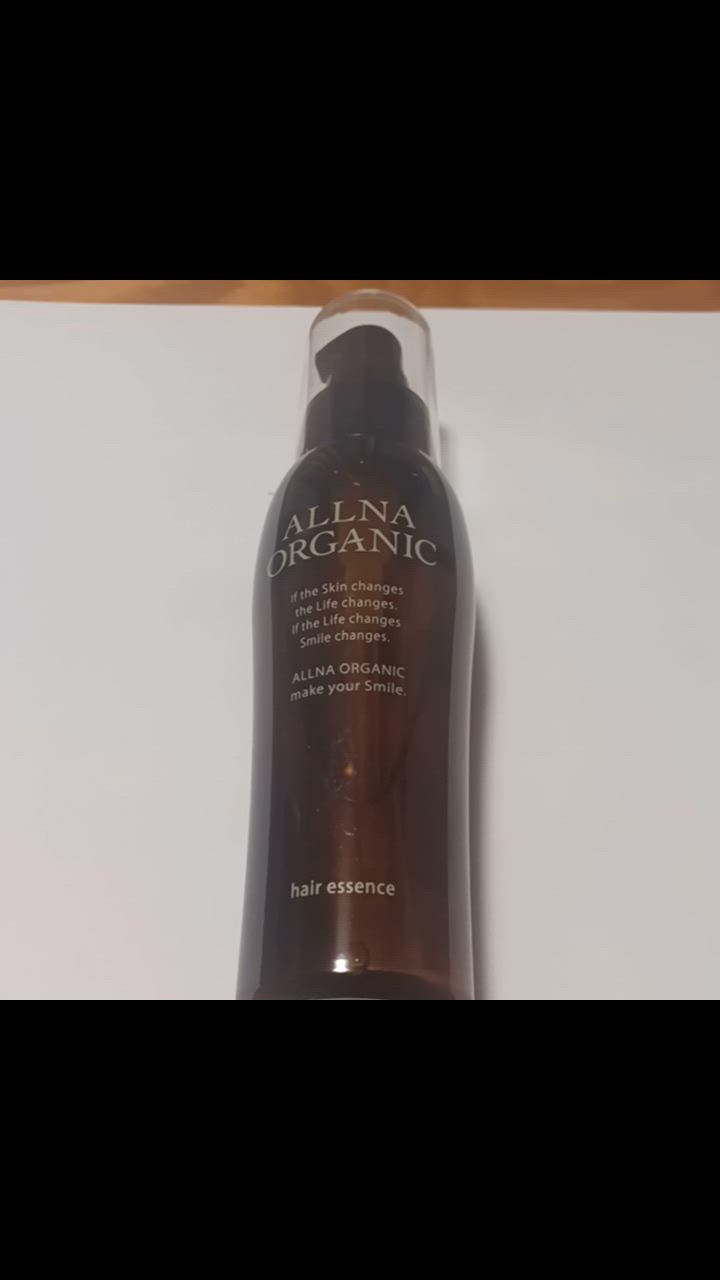 ALLNA
ORGANIC
If the Skin changes
the Life changes.
If the Life changes
Smile changes.
ALLNA ORGANIC
make your Smile.
hair essence